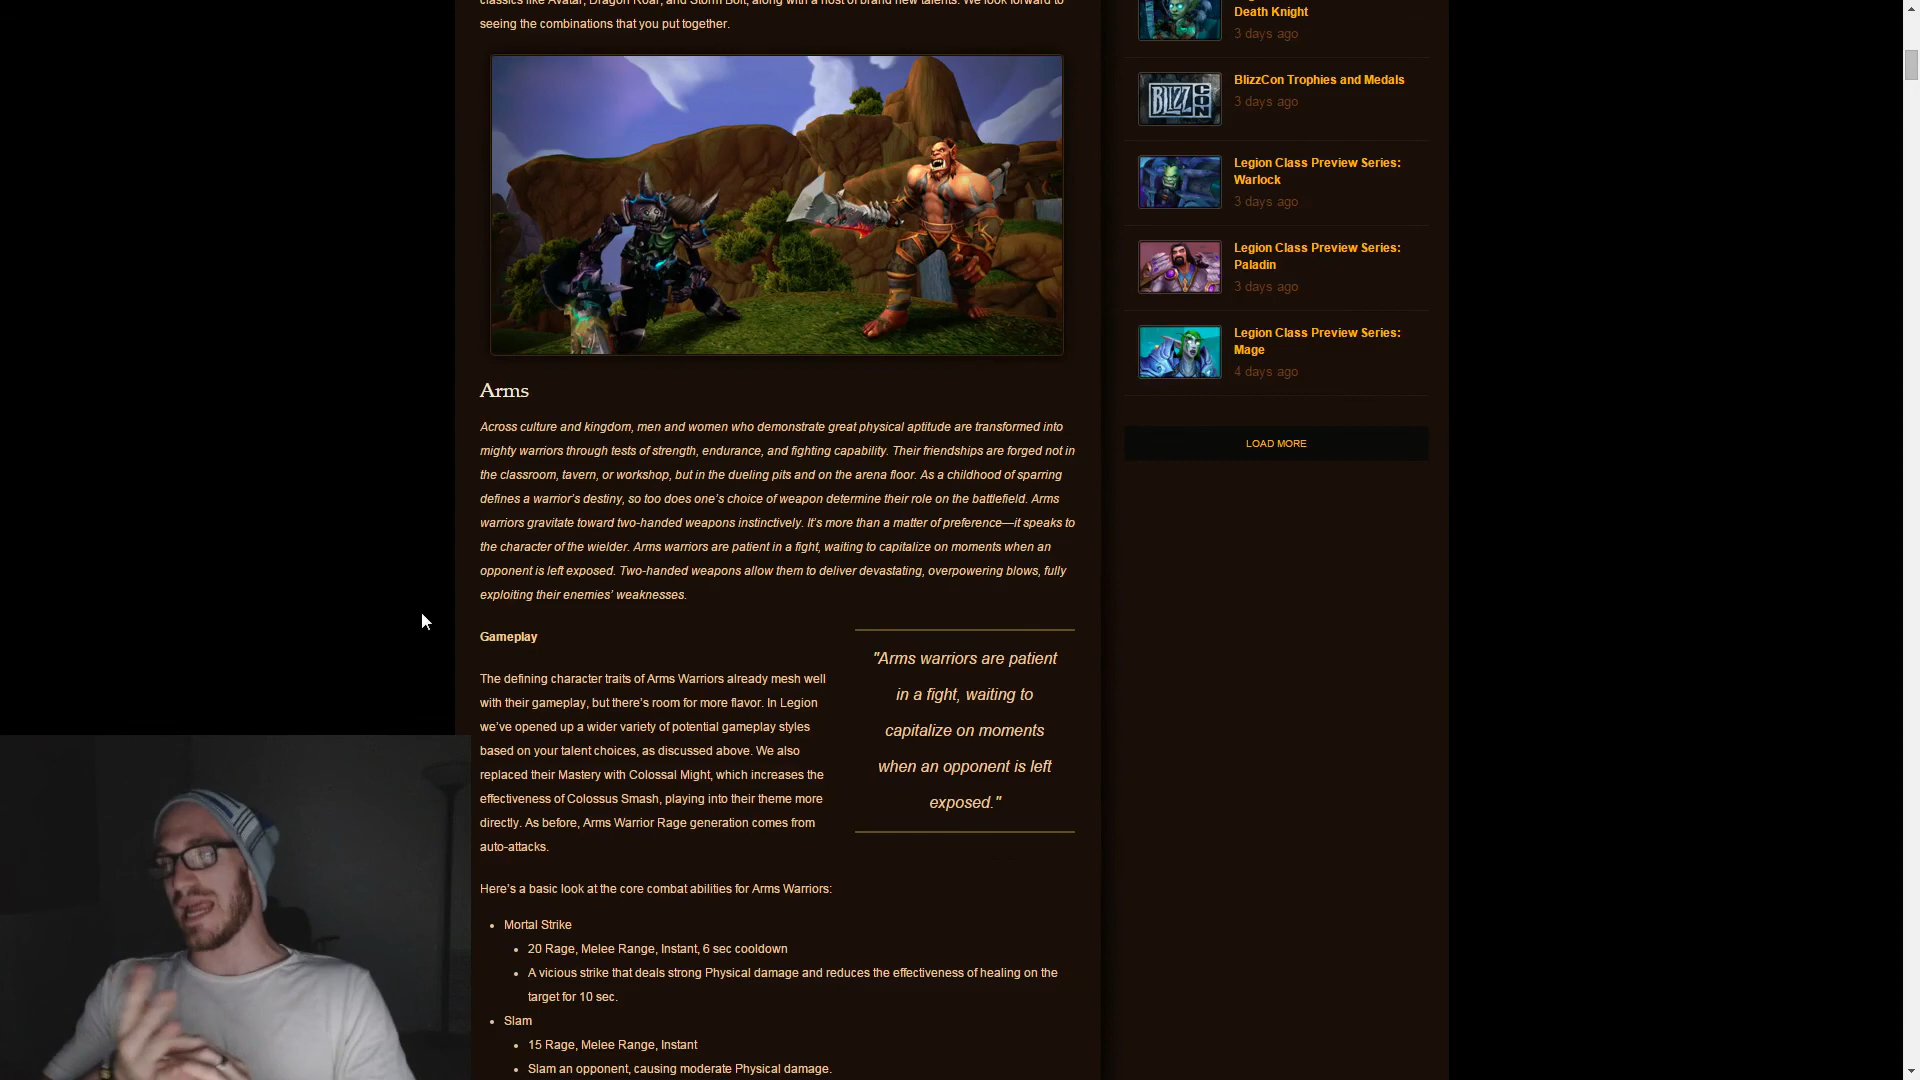 seeing the combinations that you put together.
Arms
Across culture and kingdom, men and women who demonstrate great physical aptitude are transformed into
mighty warriors through tests of strength, endurance, and fighting capability. Their friendships are forged not in
the classroom, tavern, or workshop, but in the dueling pits and on the arena floor. As a childhood of sparring
defines a warrior’s destiny, so too does one’s choice of weapon determine their role on the battlefield. Arms
warriors gravitate toward two-handed weapons instinctively. It’s more than a matter of preference—it speaks to
the character of the wielder. Arms warriors are patient in a fight, waiting to capitalize on moments when an
opponent is left exposed. Two-handed weapons allow them to deliver devastating, overpowering blows, fully
exploiting their enemies’ weaknesses.
Gameplay
The defining character traits of Arms Warriors already mesh well
with their gameplay, but there’s room for more flavor. In Legion
we’ve opened up a wider variety of potential gameplay styles
based on your talent choices, as discussed above. We also
replaced their Mastery with Colossal Might, which increases the
effectiveness of Colossus Smash, playing into their theme more
directly. As before, Arms Warrior Rage generation comes from
auto-attacks.
"Arms warriors are patient
in a fight, waiting to
capitalize on moments
when an opponent is left
exposed."
Here’s a basic look at the core combat abilities for Arms Warriors:
Mortal Strike
20 Rage, Melee Range, Instant, 6 sec cooldown
A vicious strike that deals strong Physical damage and reduces the effectiveness of healing on the
target for 10 sec.
Slam
15 Rage, Melee Range, Instant
Slam an opponent, causing moderate Physical damage.
Death Knight
3 days ago
BLIZZCON
BlizzCon Trophies and Medals
3 days ago
Legion Class Preview Series:
Warlock
3 days ago
Legion Class Preview Series:
Paladin
3 days ago
Legion Class Preview Series:
Mage
4 days ago
LOAD MORE